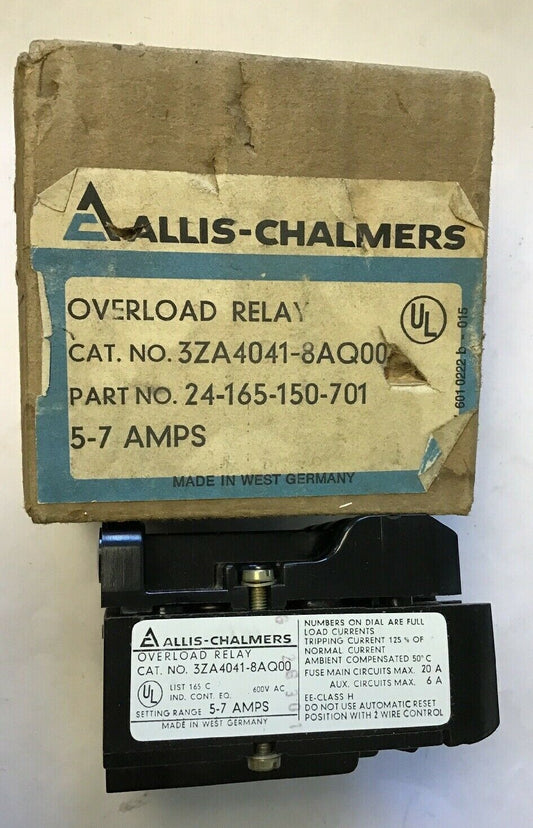 ALLIS-CHALMERS
OVERLOAD RELAY
UL
CAT. NO. 3ZA4041-8AQ00
PART NO. 24-165-150-701
5-7 AMPS
MADE IN WEST GERMANY
601 0222-b - 015
ALLIS-CHALMERS
OVERLOAD RELAY
CAT. NO. 3ZA4041-8AQ00
UL
LIST 165 C 600V AC
IND. CONT. EQ.
SETTING RANGE 5-7 AMPS
MADE IN WEST GERMANY
NUMBERS ON DIAL ARE FULL
LOAD CURRENTS
TRIPPING CURRENT 125 % OF
NORMAL CURRENT
AMBIENT COMPENSATED 50° C
FUSE MAIN CIRCUITS MAX. 20 A
AUX. CIRCUITS MAX. 6 A
EE-CLASS H
DO NOT USE AUTOMATIC RESET
POSITION WITH 2 WIRE CONTROL